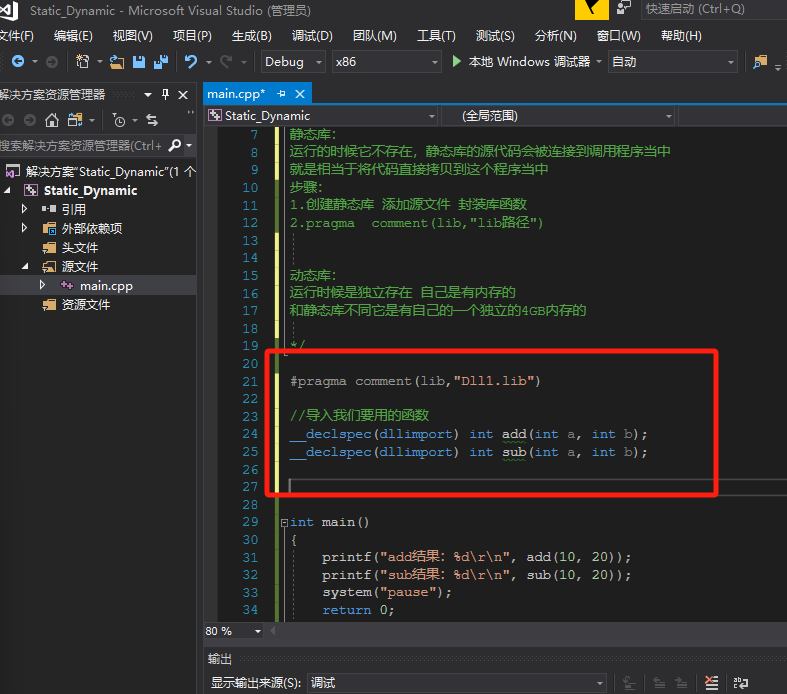 Static_Dynamic - Microsoft Visual Studio (管理员)
快速启动 (Ctrl+Q)
文件(F) 编辑(E) 视图(V) 项目(P) 生成(B) 调试(D) 团队(M) 工具(T) 测试(S) 分析(N) 窗口(W) 帮助(H)
Debug x86 本地 Windows 调试器 自动
解决方案资源管理器
main.cpp*
Static_Dynamic (全局范围)
搜索解决方案资源管理器(Ctrl+
解决方案"Static_Dynamic"(1 个
Static_Dynamic
引用
外部依赖项
头文件
源文件
main.cpp
资源文件
7 静态库:
8 运行的时候它不存在, 静态库的源代码会被连接到调用程序当中
9 就是相当于将代码直接拷贝到这个程序当中
10 步骤:
11 1.创建静态库 添加源文件 封装库函数
12 2.pragma  comment(lib,"lib路径")
13
14
15 动态库:
16 运行时候是独立存在 自己是有内存的
17 和静态库不同它是有自己的一个独立的4GB内存的
18
19 */
20
21 #pragma comment(lib,"Dll1.lib")
22
23 //导入我们要用的函数
24 __declspec(dllimport) int add(int a, int b);
25 __declspec(dllimport) int sub(int a, int b);
26
27
28
29 int main()
30 {
31 printf("add结果: %d\r\n", add(10, 20));
32 printf("sub结果: %d\r\n", sub(10, 20));
33 system("pause");
34 return 0;
80 %
输出
显示输出来源(S): 调试